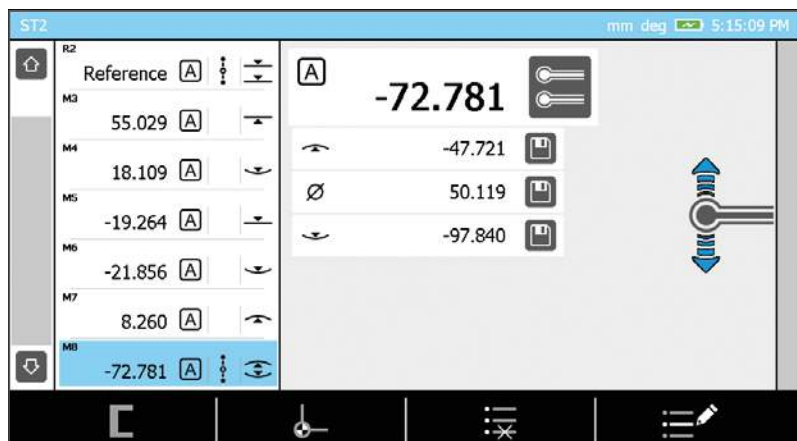 ST2 mm deg 5:15:09 PM
R2
Reference A
M3
55.029 A
M4
18.109 A
M5
-19.264 A
M6
-21.856 A
M7
8.260 A
M8
-72.781 A
A
-72.781
-47.721
Ø 50.119
-97.840